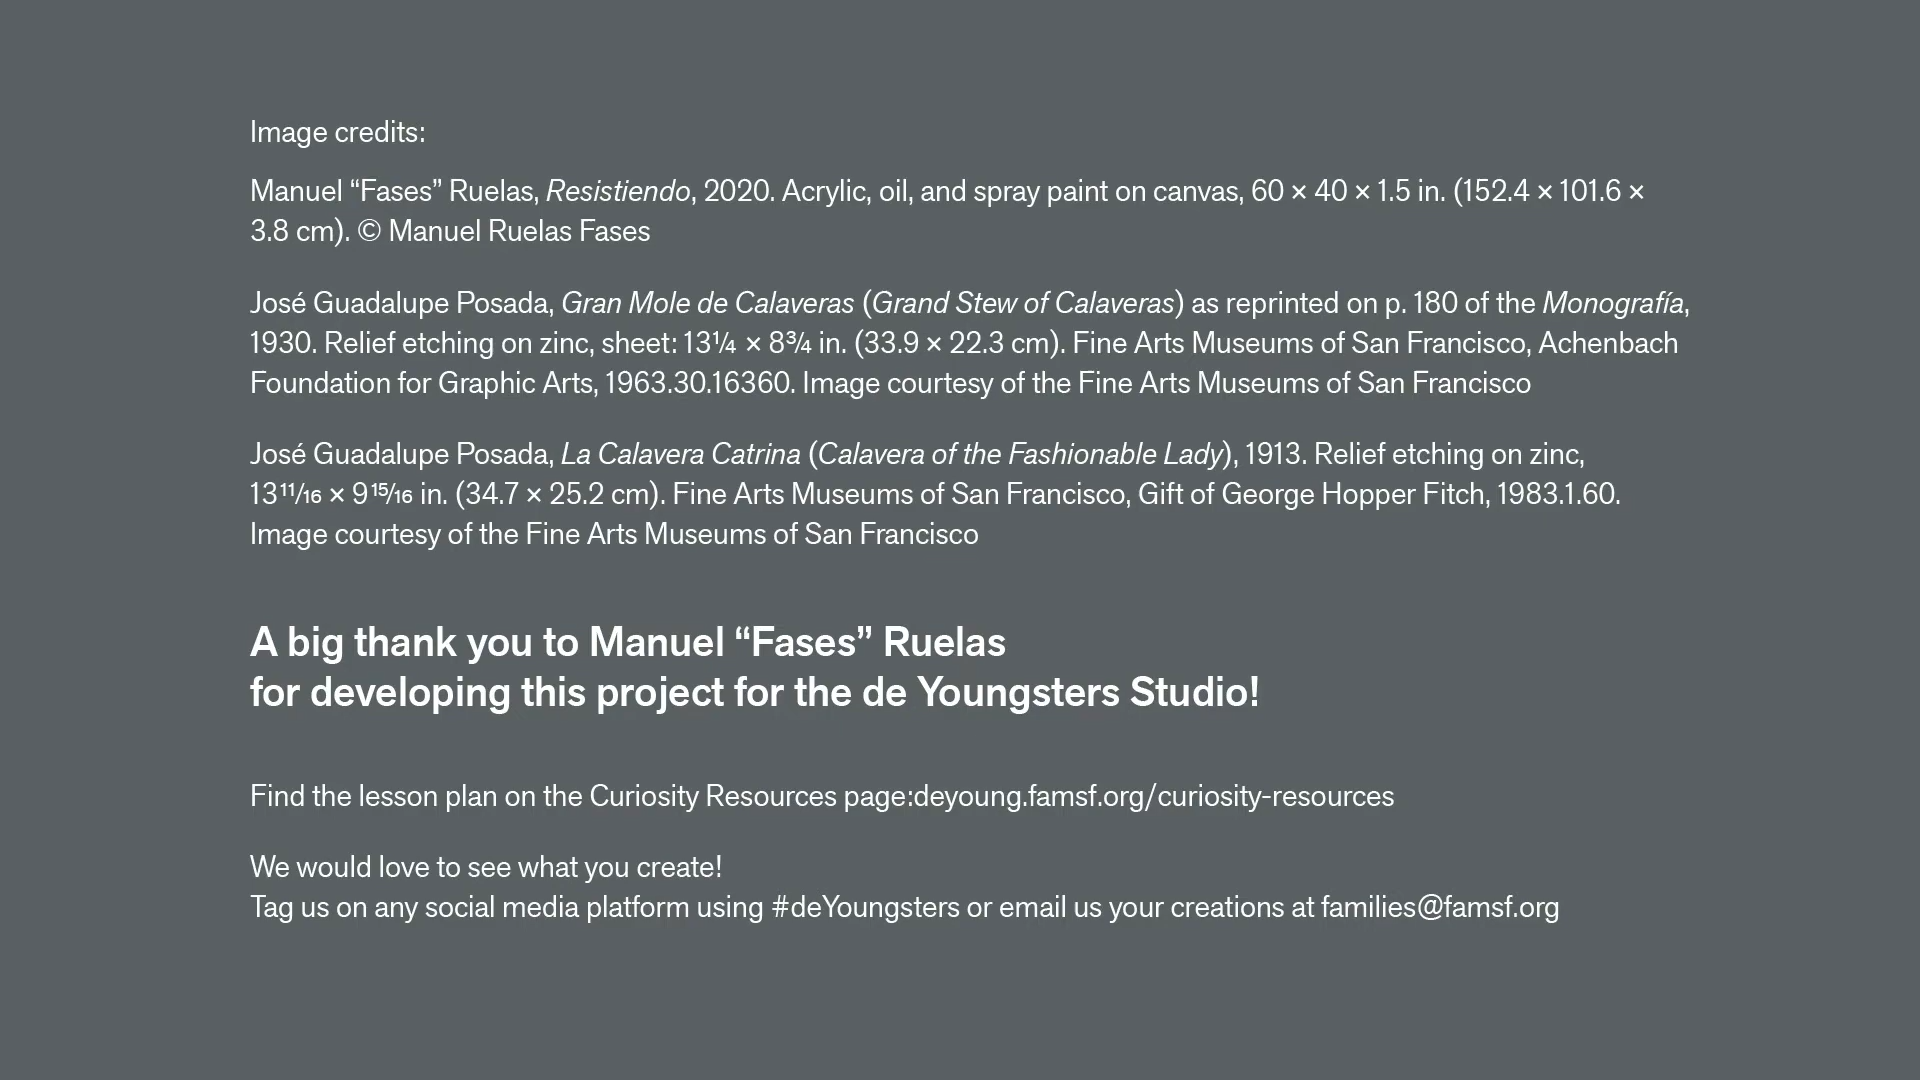 Image credits:
Manuel “Fases” Ruelas, Resistiendo, 2020. Acrylic, oil, and spray paint on canvas, 60 × 40 × 1.5 in. (152.4 × 101.6 ×
3.8 cm). © Manuel Ruelas Fases
José Guadalupe Posada, Gran Mole de Calaveras (Grand Stew of Calaveras) as reprinted on p. 180 of the Monografía,
1930. Relief etching on zinc, sheet: 13¼ × 8¾ in. (33.9 × 22.3 cm). Fine Arts Museums of San Francisco, Achenbach
Foundation for Graphic Arts, 1963.30.16360. Image courtesy of the Fine Arts Museums of San Francisco
José Guadalupe Posada, La Calavera Catrina (Calavera of the Fashionable Lady), 1913. Relief etching on zinc,
13 11/16 × 9 15/16 in. (34.7 × 25.2 cm). Fine Arts Museums of San Francisco, Gift of George Hopper Fitch, 1983.1.60.
Image courtesy of the Fine Arts Museums of San Francisco
A big thank you to Manuel “Fases” Ruelas
for developing this project for the de Youngsters Studio!
Find the lesson plan on the Curiosity Resources page:deyoung.famsf.org/curiosity-resources
We would love to see what you create!
Tag us on any social media platform using #deYoungsters or email us your creations at families@famsf.org